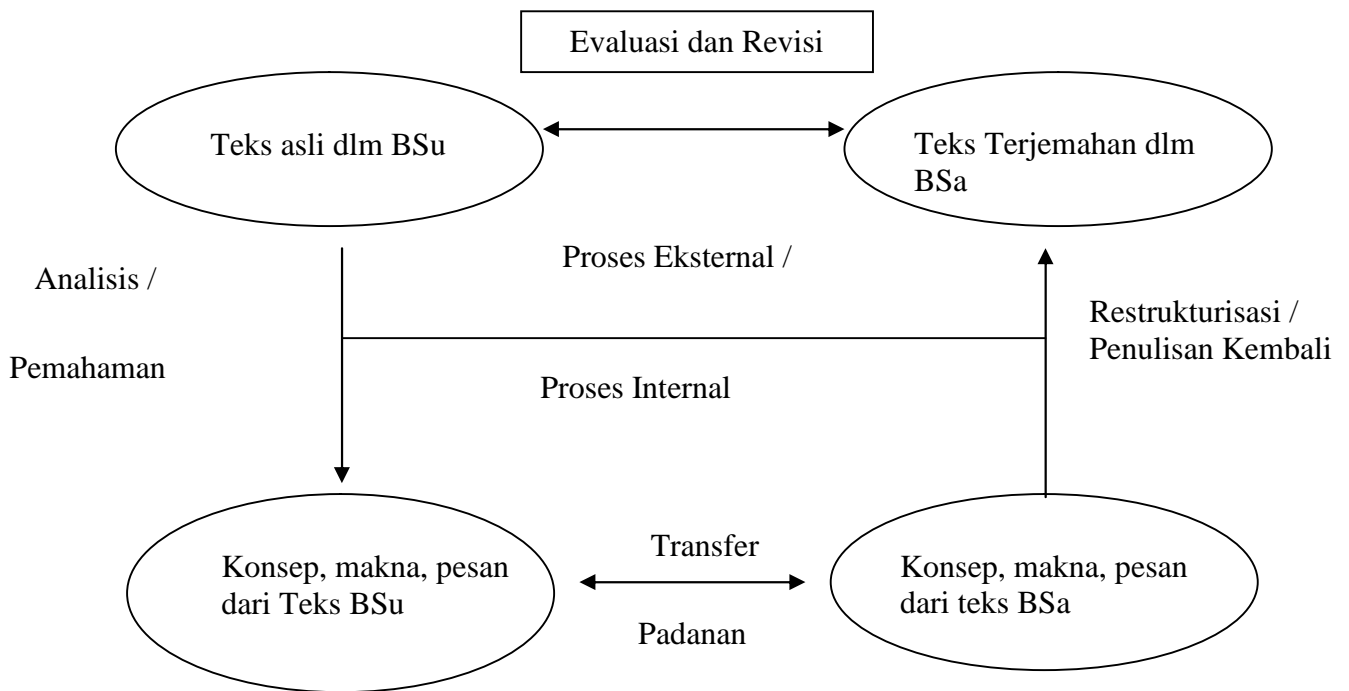 Evaluasi dan Revisi
Teks asli dlm BSu
Teks Terjemahan dlm
BSa
Analisis /
Pemahaman
Proses Eksternal /
Proses Internal
Restrukturisasi /
Penulisan Kembali
Konsep, makna, pesan
dari Teks BSu
Transfer
Padanan
Konsep, makna, pesan
dari teks BSa